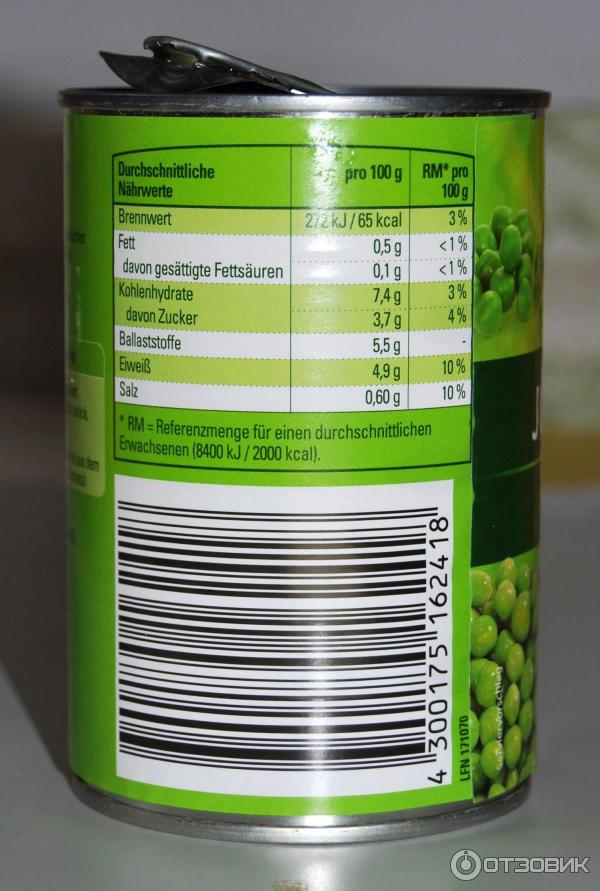 Durchschnittliche Nährwerte pro 100 g RM* pro 100 g
Brennwert 272 kJ / 65 kcal 3 %
Fett 0,5 g <1 %
davon gesättigte Fettsäuren 0,1 g <1 %
Kohlenhydrate 7,4 g 3 %
davon Zucker 3,7 g 4 %
Ballaststoffe 5,5 g -
Eiweiß 4,9 g 10 %
Salz 0,60 g 10 %
* RM = Referenzmenge für einen durchschnittlichen
Erwachsenen (8400 kJ / 2000 kcal).
4 300175 162418
LFN 171070
Serviervorschlag
J
ОТЗОВИК